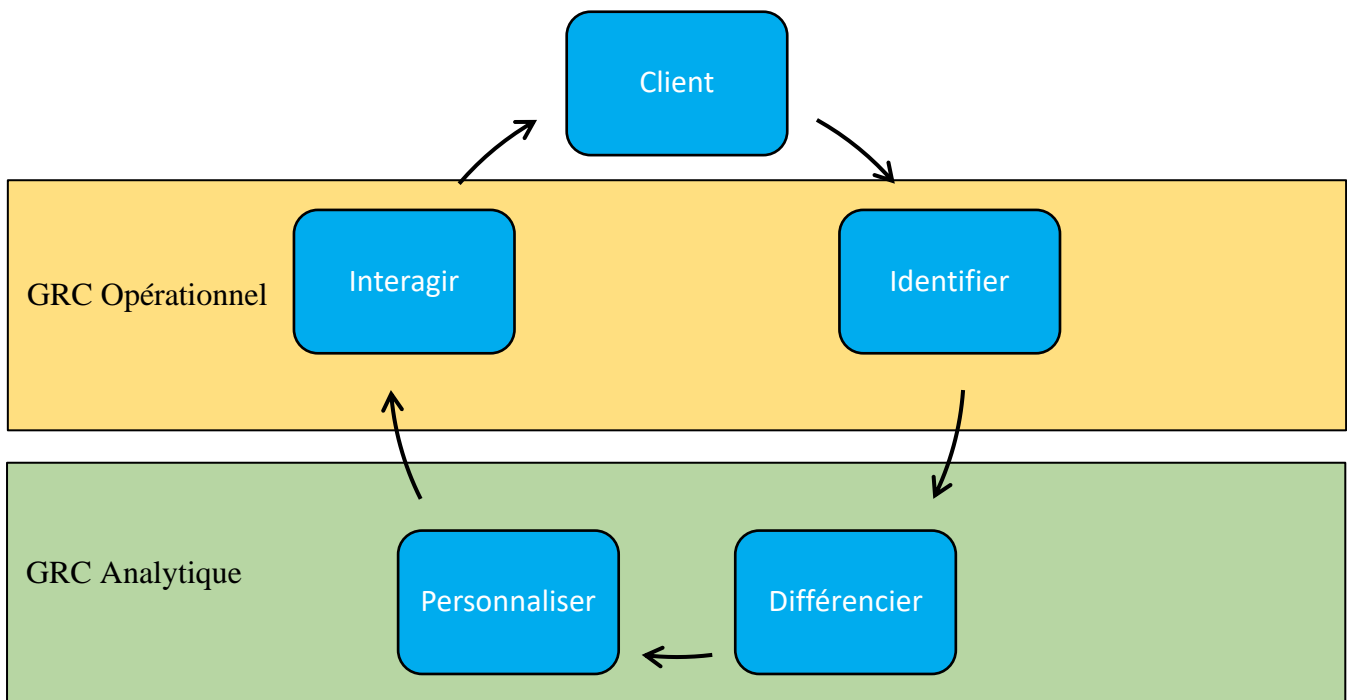 Client
Interagir
Identifier
GRC Opérationnel
GRC Analytique
Personnaliser
Différencier